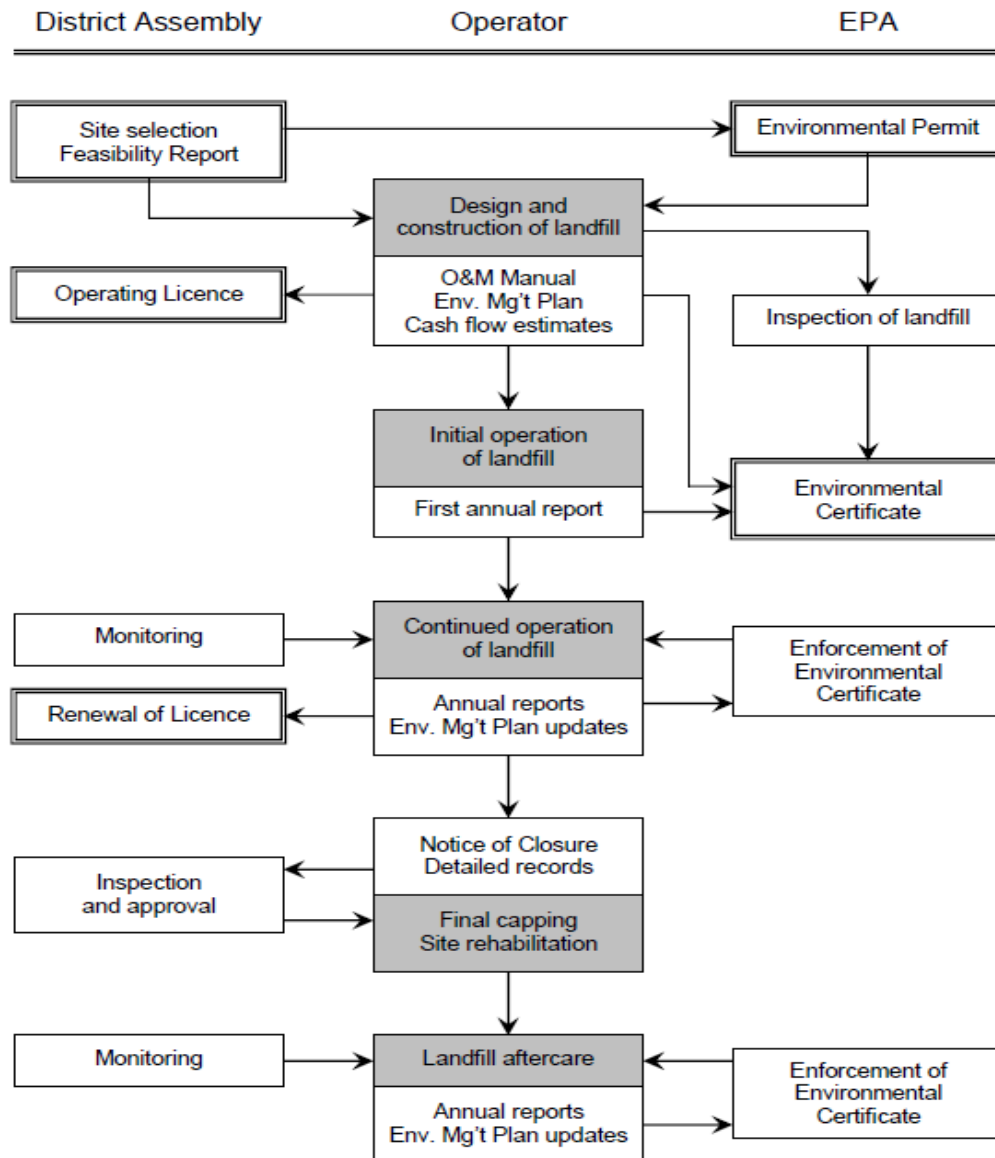 District Assembly
Operator
EPA
Site selection
Feasibility Report
Environmental Permit
Design and
construction of landfill
Operating Licence
O&M Manual
Env. Mg't Plan
Cash flow estimates
Inspection of landfill
Initial operation
of landfill
First annual report
Environmental
Certificate
Monitoring
Continued operation
of landfill
Enforcement of
Environmental
Certificate
Renewal of Licence
Annual reports
Env. Mg't Plan updates
Notice of Closure
Detailed records
Inspection
and approval
Final capping
Site rehabilitation
Monitoring
Landfill aftercare
Enforcement of
Environmental
Certificate
Annual reports
Env. Mg't Plan updates